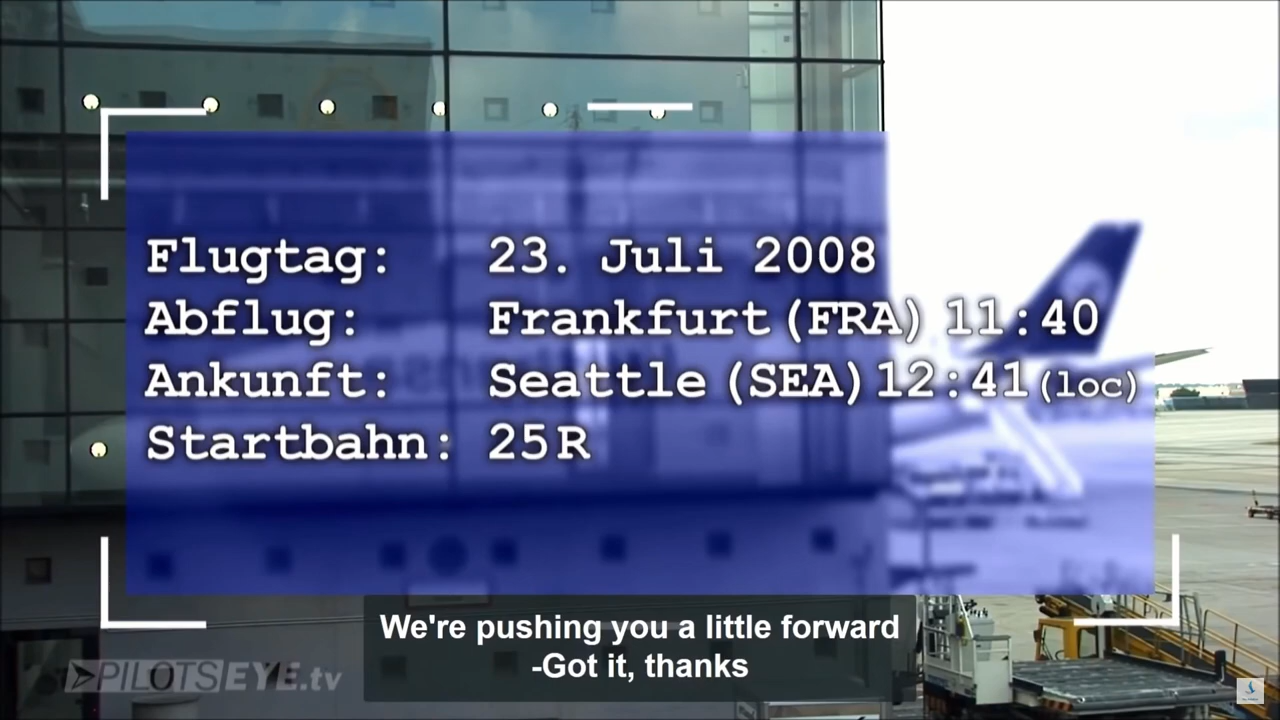 Flugtag: 23. Juli 2008
Abflug: Frankfurt (FRA) 11:40
Ankunft: Seattle (SEA) 12:41 (loc)
Startbahn: 25R
We're pushing you a little forward
-Got it, thanks
PILOTSEYE.tv